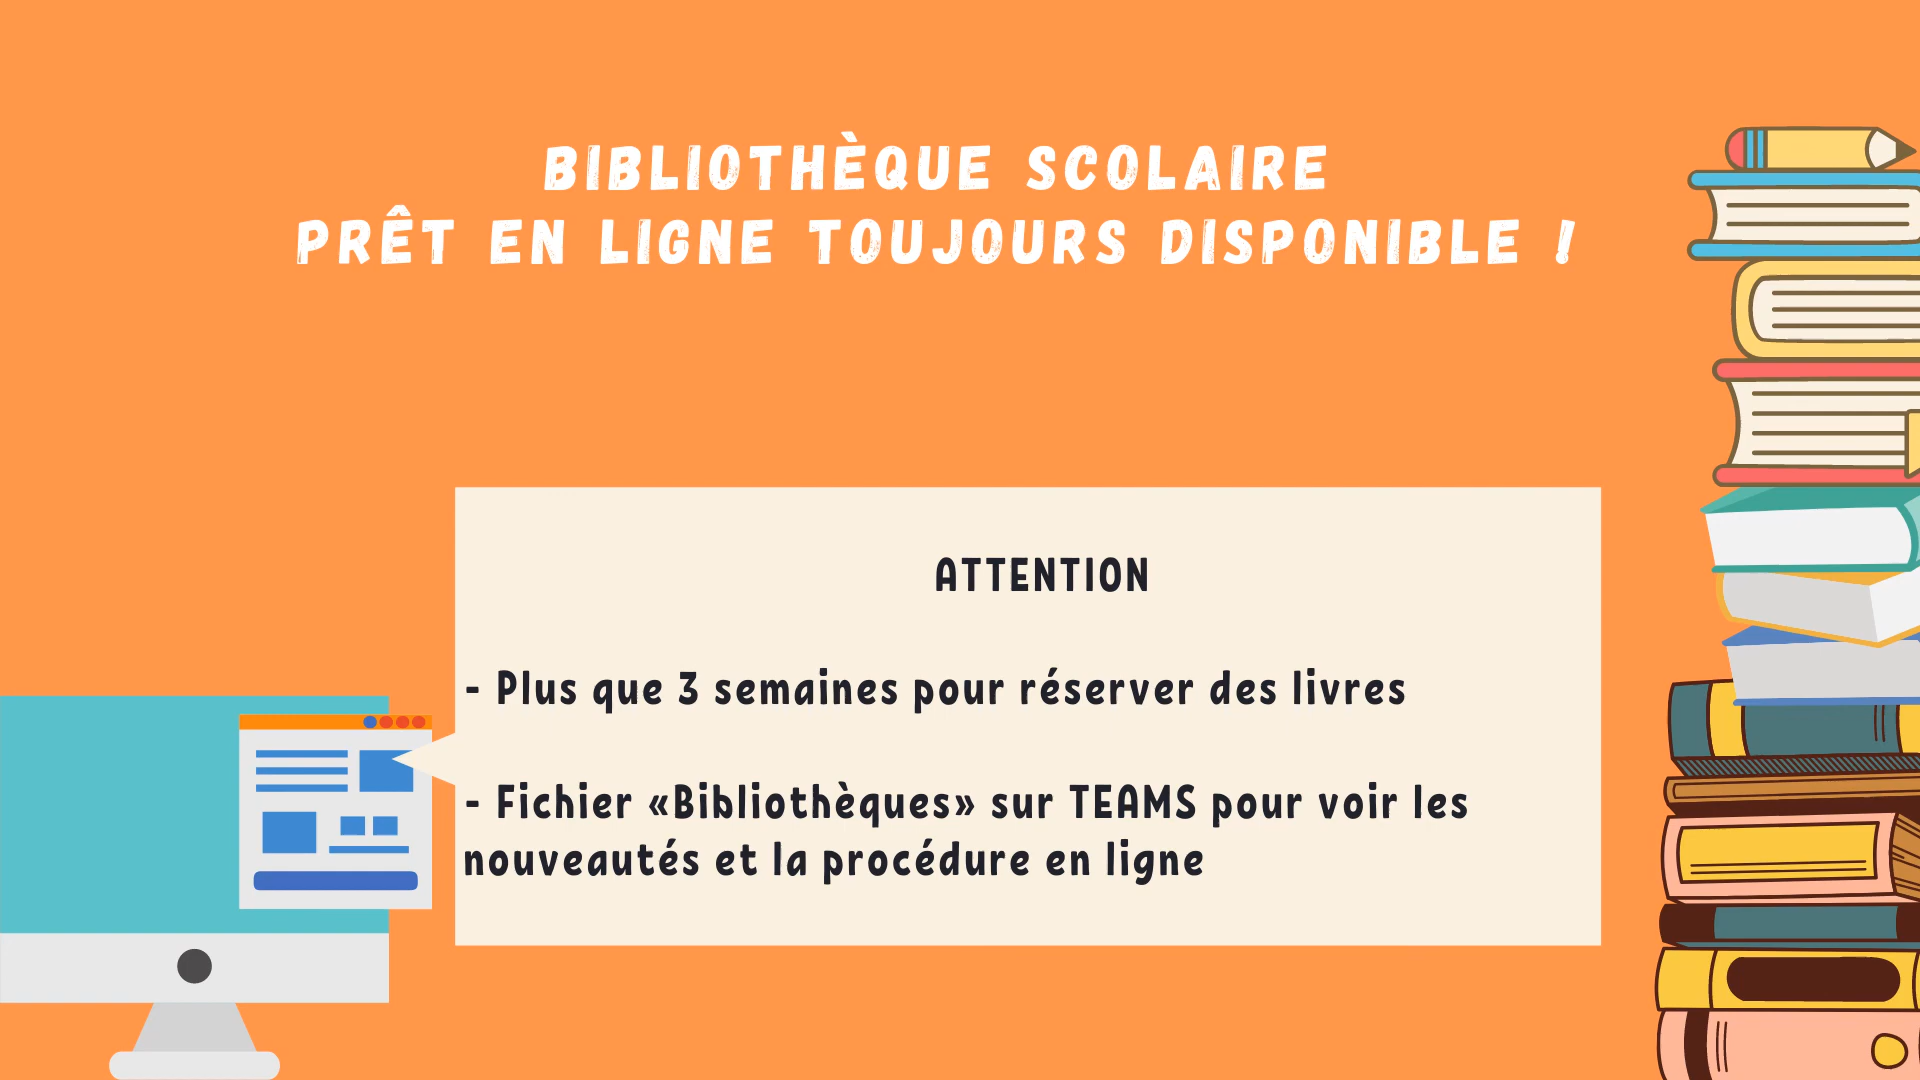 BIBLIOTHÈQUE SCOLAIRE
PRÊT EN LIGNE TOUJOURS DISPONIBLE !
ATTENTION
- Plus que 3 semaines pour réserver des livres
- Fichier «Bibliothèques» sur TEAMS pour voir les
nouveautés et la procédure en ligne